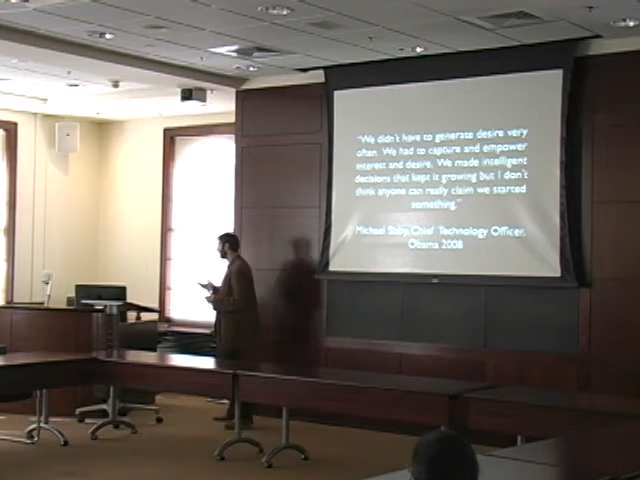 "We didn't have to generate desire very
often. We had to capture and empower
interest and desire. We made intelligent
decisions that kept it growing but I don't
think anyone can really claim we started
something."
Michael Slaby, Chief Technology Officer,
Obama 2008